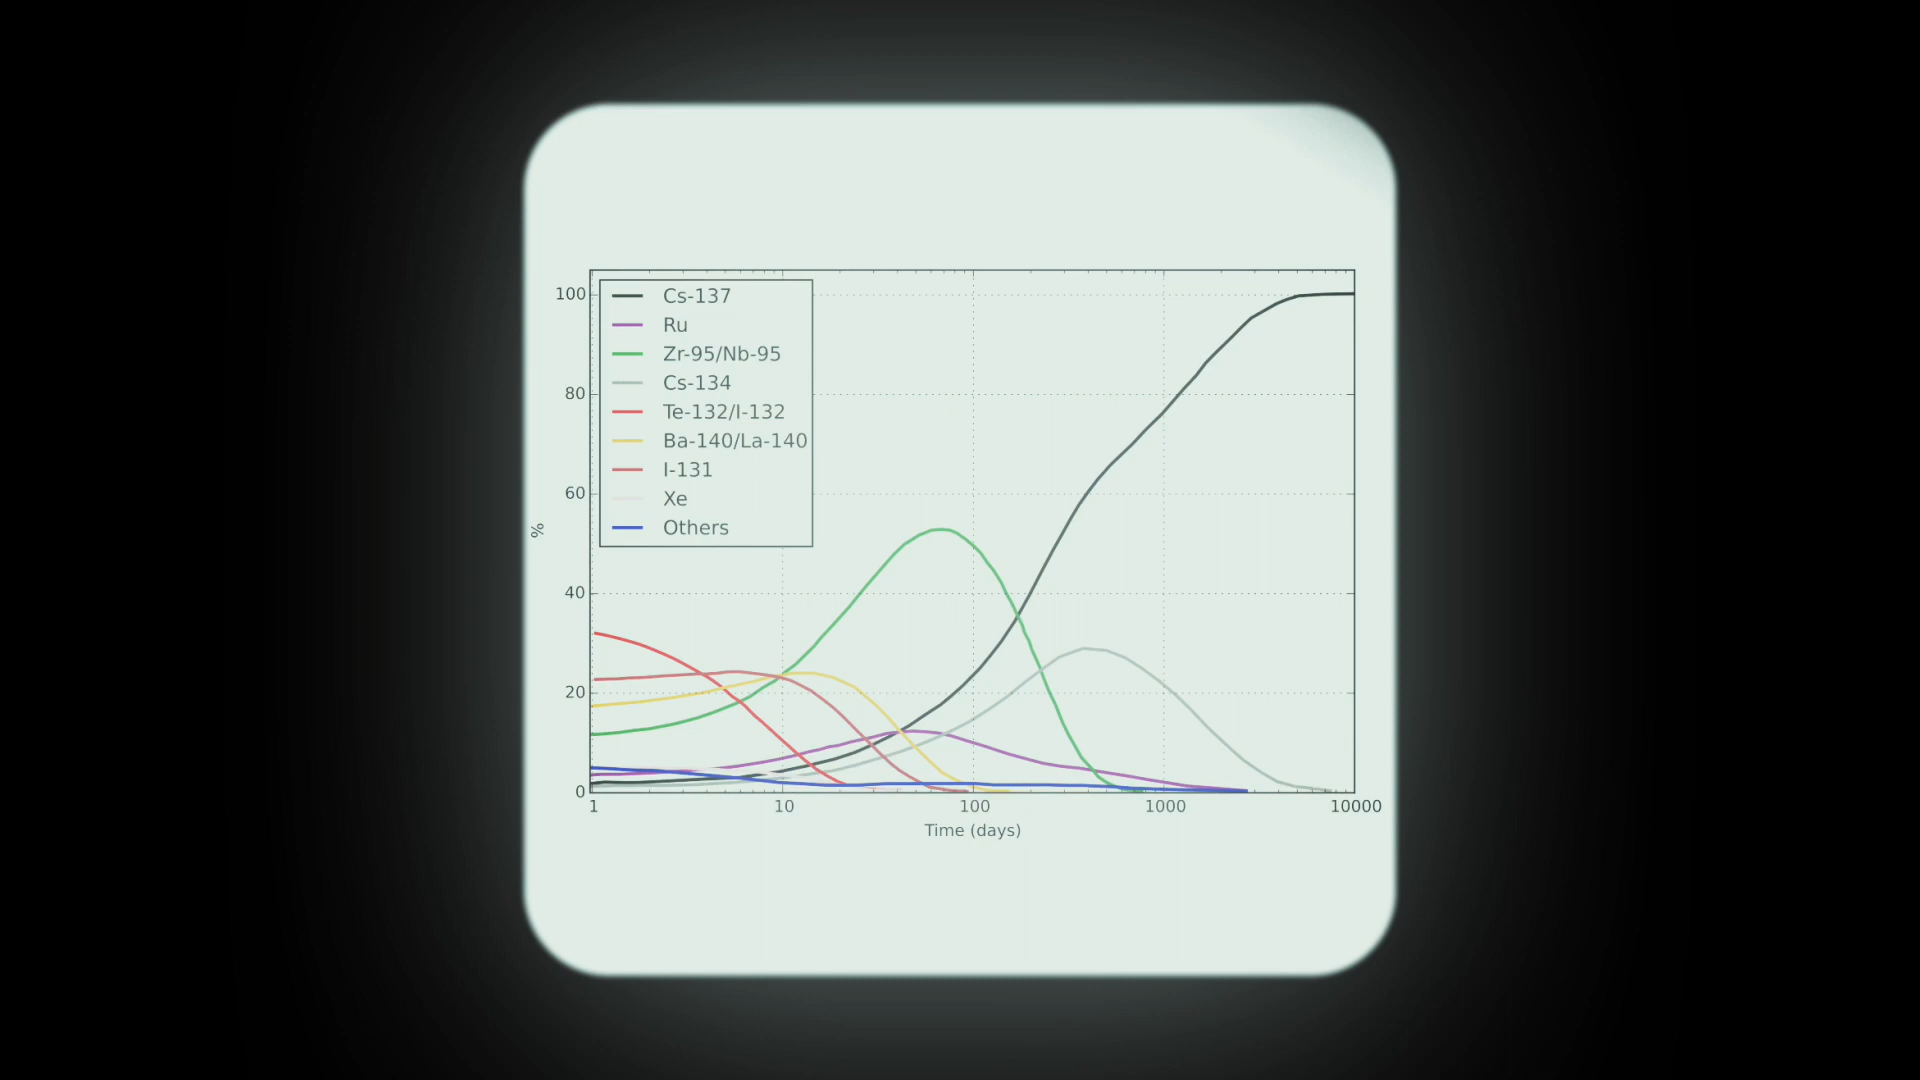 Cs-137
Ru
Zr-95/Nb-95
Cs-134
Te-132/I-132
Ba-140/La-140
I-131
Xe
Others
100
80
60
40
20
0
%
1 10 100 1000 10000
Time (days)